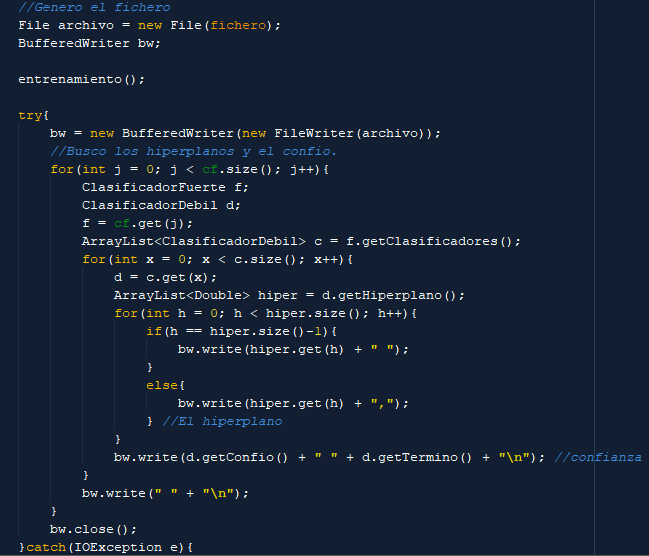 //Genero el fichero
File archivo = new File(fichero);
BufferedWriter bw;
entrenamiento();
try{
bw = new BufferedWriter(new FileWriter(archivo));
//Busco los hiperplanos y el confio.
for(int j = 0; j < cf.size(); j++){
ClasificadorFuerte f;
ClasificadorDebil d;
f = cf.get(j);
ArrayList<ClasificadorDebil> c = f.getClasificadores();
for(int x = 0; x < c.size(); x++){
d = c.get(x);
ArrayList<Double> hiper = d.getHiperplano();
for(int h = 0; h < hiper.size(); h++){
if(h == hiper.size()-1){
bw.write(hiper.get(h) + " ");
}
else{
bw.write(hiper.get(h) + ",");
} //El hiperplano
}
bw.write(d.getConfio() + " " + d.getTermino() + "\n"); //confianza
}
bw.write(" " + "\n");
}
bw.close();
}catch(IOException e){